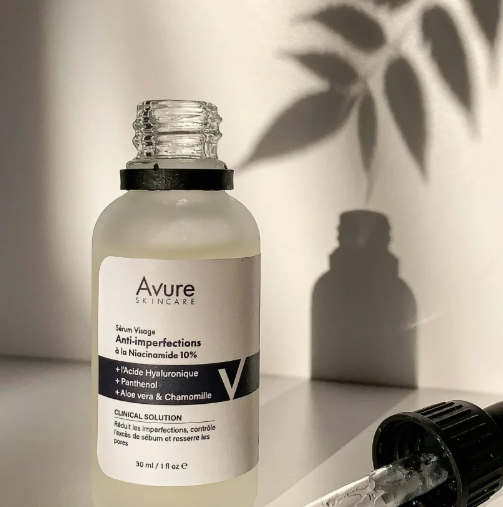 Avure
SKINCARE
Sérum Visage
Anti-imperfections
à la Niacinamide 10%
+ l'Acide Hyaluronique
+ Panthenol
+ Aloe vera & Chamomille
V
CLINICAL SOLUTION
Réduit les imperfections, contrôle
l'excès de sébum et resserre les
pores
30 ml / 1 fl oz ℮